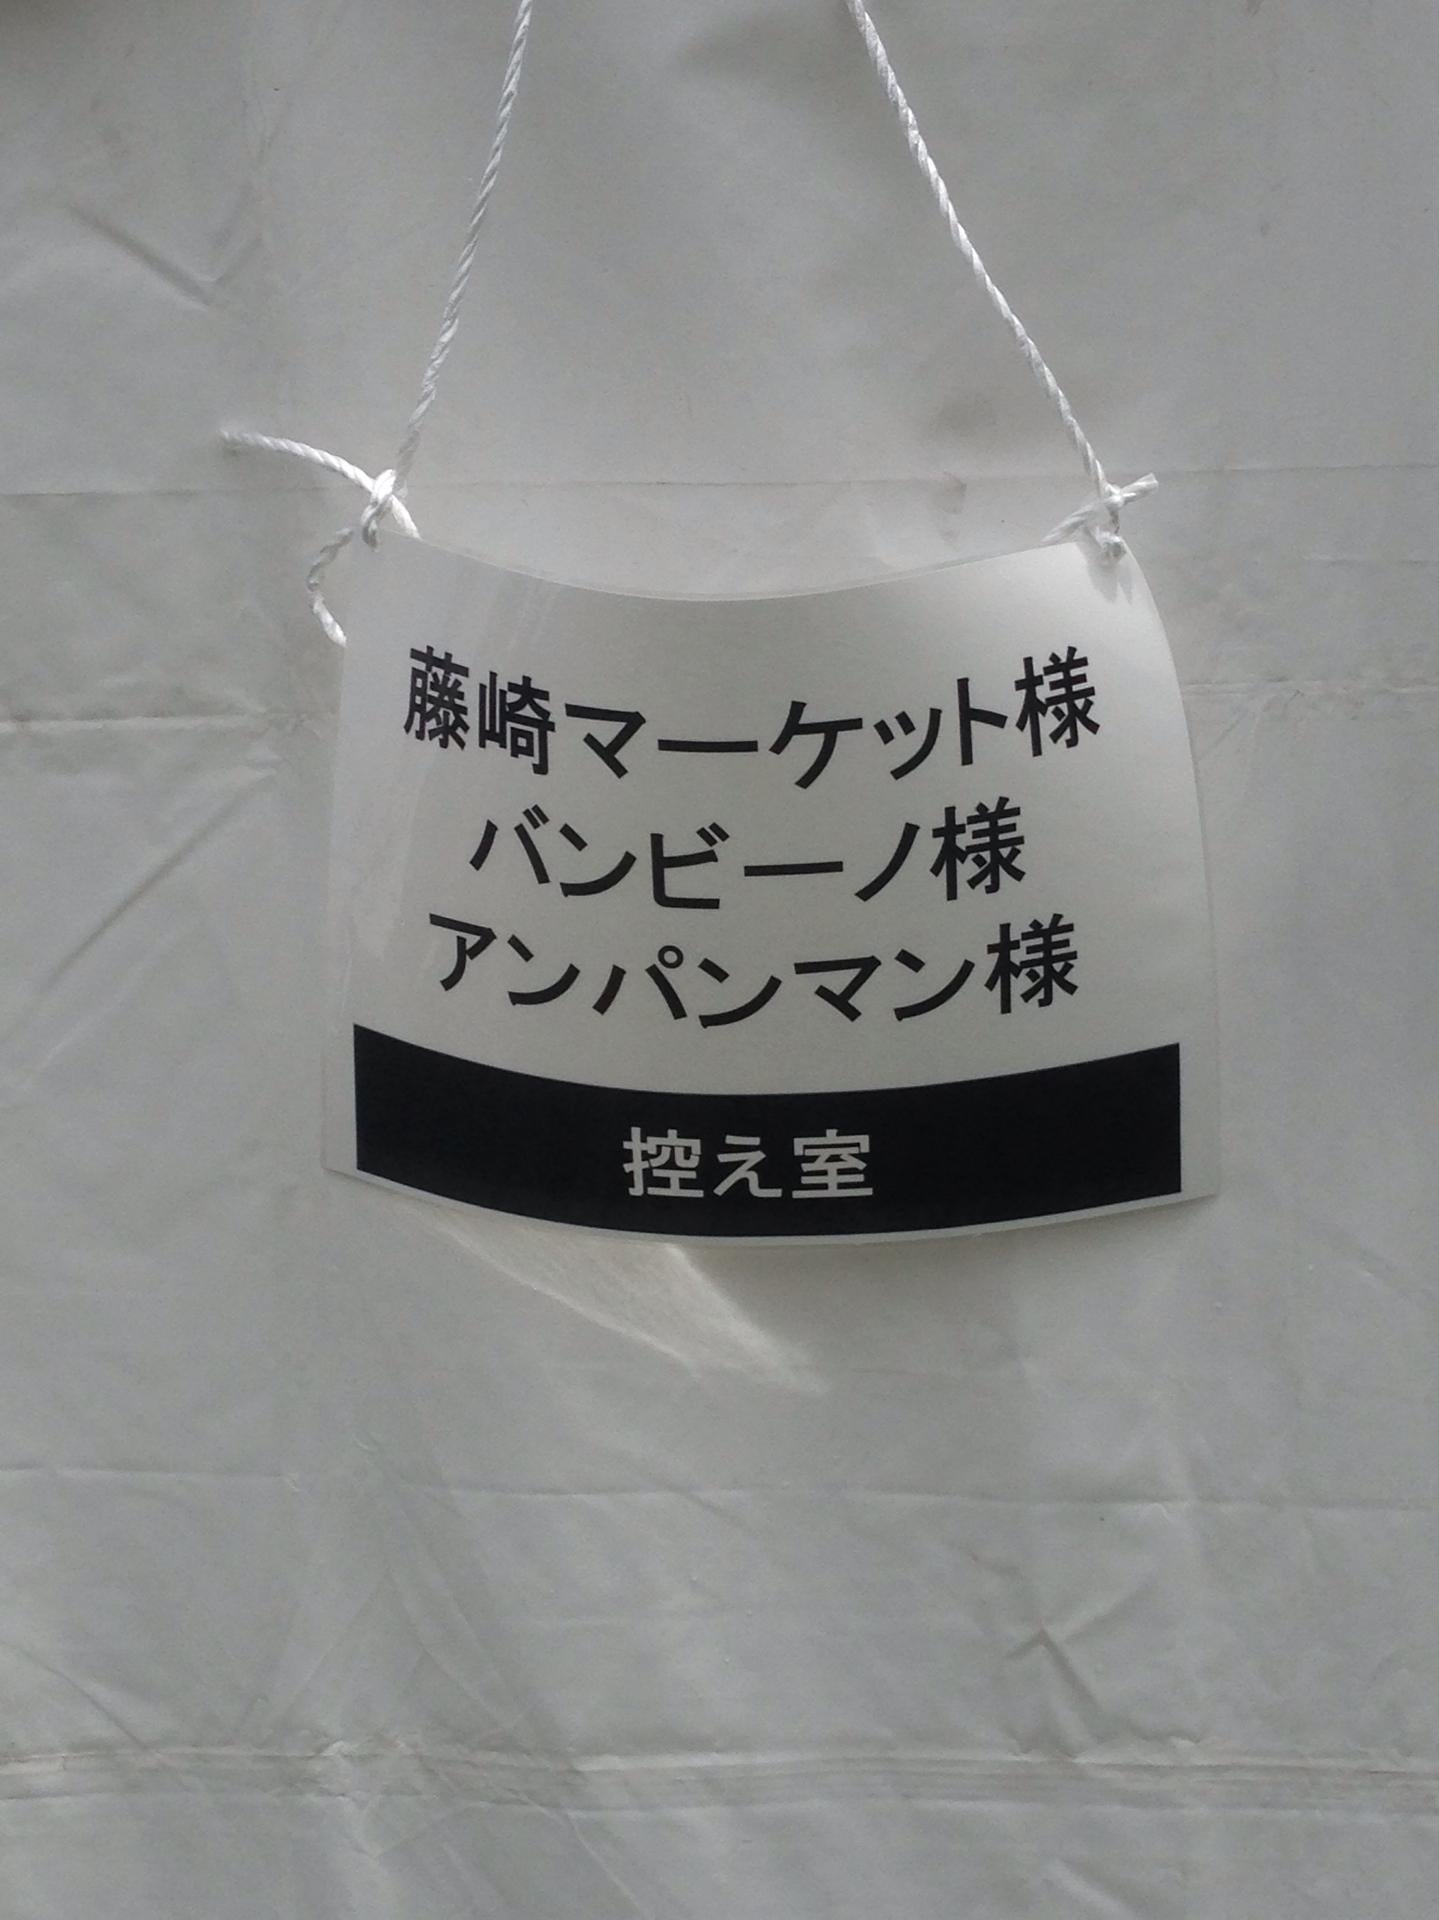 藤崎マーケット様
バンビーノ様
アンパンマン様
控え室